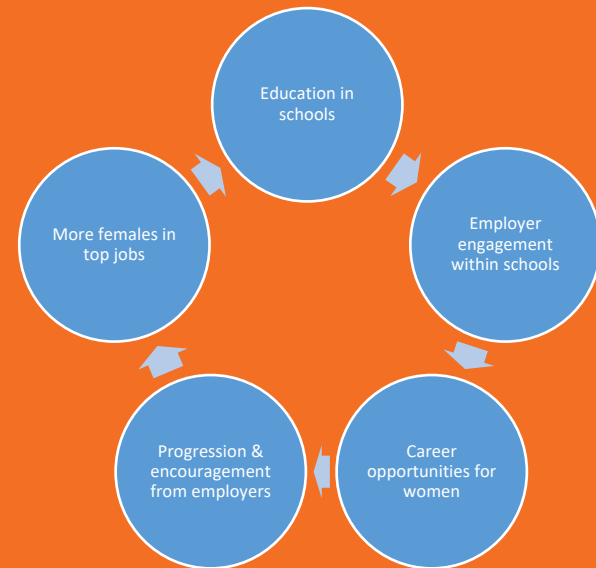 Education in
schools
Employer
engagement
within schools
Career
opportunities for
women
Progression &
encouragement
from employers
More females in
top jobs